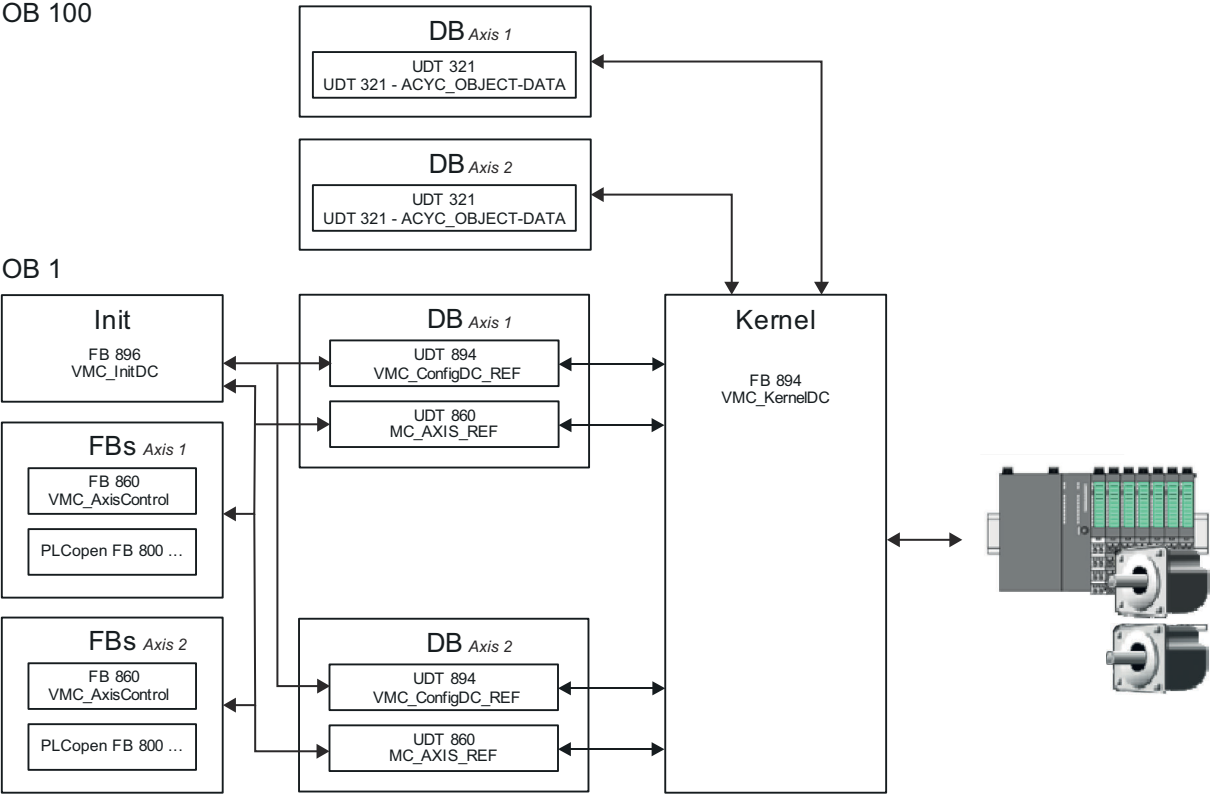 OB 100
DB Axis 1
UDT 321
UDT 321 - ACYC_OBJECT-DATA
DB Axis 2
UDT 321
UDT 321 - ACYC_OBJECT-DATA
OB 1
Init
FB 896
VMC_InitDC
FBs Axis 1
FB 860
VMC_AxisControl
PLCopen FB 800 ...
FBs Axis 2
FB 860
VMC_AxisControl
PLCopen FB 800 ...
DB Axis 1
UDT 894
VMC_ConfigDC_REF
UDT 860
MC_AXIS_REF
DB Axis 2
UDT 894
VMC_ConfigDC_REF
UDT 860
MC_AXIS_REF
Kernel
FB 894
VMC_KernelDC